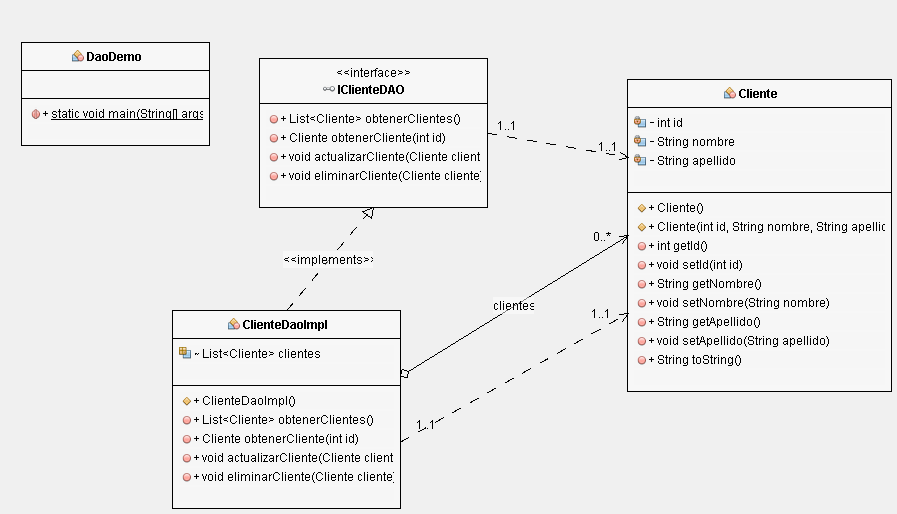 DaoDemo
+ static void main(String[] args
<<interface>>
IClienteDAO
+ List<Cliente> obtenerClientes()
+ Cliente obtenerCliente(int id)
+ void actualizarCliente(Cliente client
+ void eliminarCliente(Cliente cliente)
Cliente
- int id
- String nombre
- String apellido
+ Cliente()
+ Cliente(int id, String nombre, String apellic
+ int getId()
+ void setId(int id)
+ String getNombre()
+ void setNombre(String nombre)
+ String getApellido()
+ void setApellido(String apellido)
+ String toString()
1..1
1..1
<<implements>>
0..*
clientes
1..1
1..1
ClienteDaoImpl
~ List<Cliente> clientes
+ ClienteDaoImpl()
+ List<Cliente> obtenerClientes()
+ Cliente obtenerCliente(int id)
+ void actualizarCliente(Cliente client
+ void eliminarCliente(Cliente cliente)